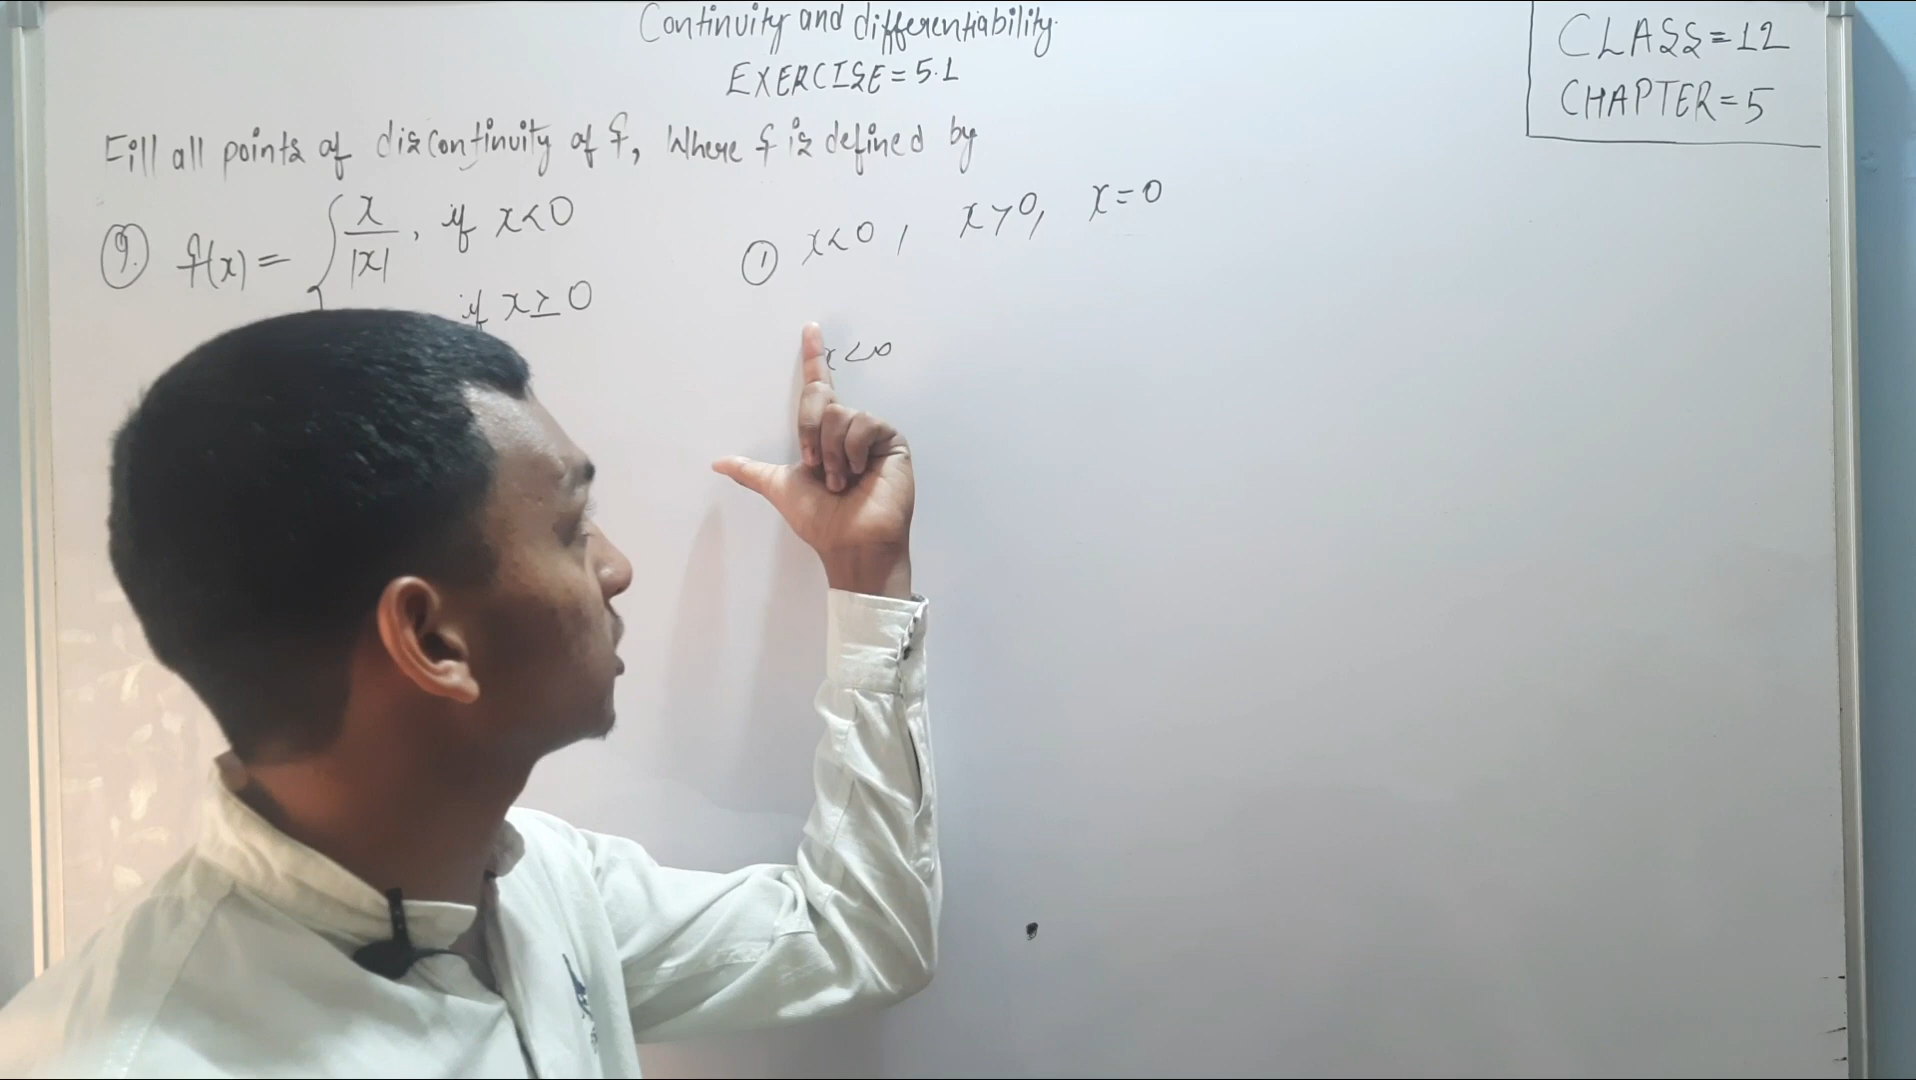 Continuity and differentiability
EXERCISE = 5.1
CLASS = 12
CHAPTER = 5
Fill all points of discontinuity of f, Where f is defined by
9. f(x) = { x/|x|, if x<0
if x≥0
① x<0, x>0, x=0
x<0